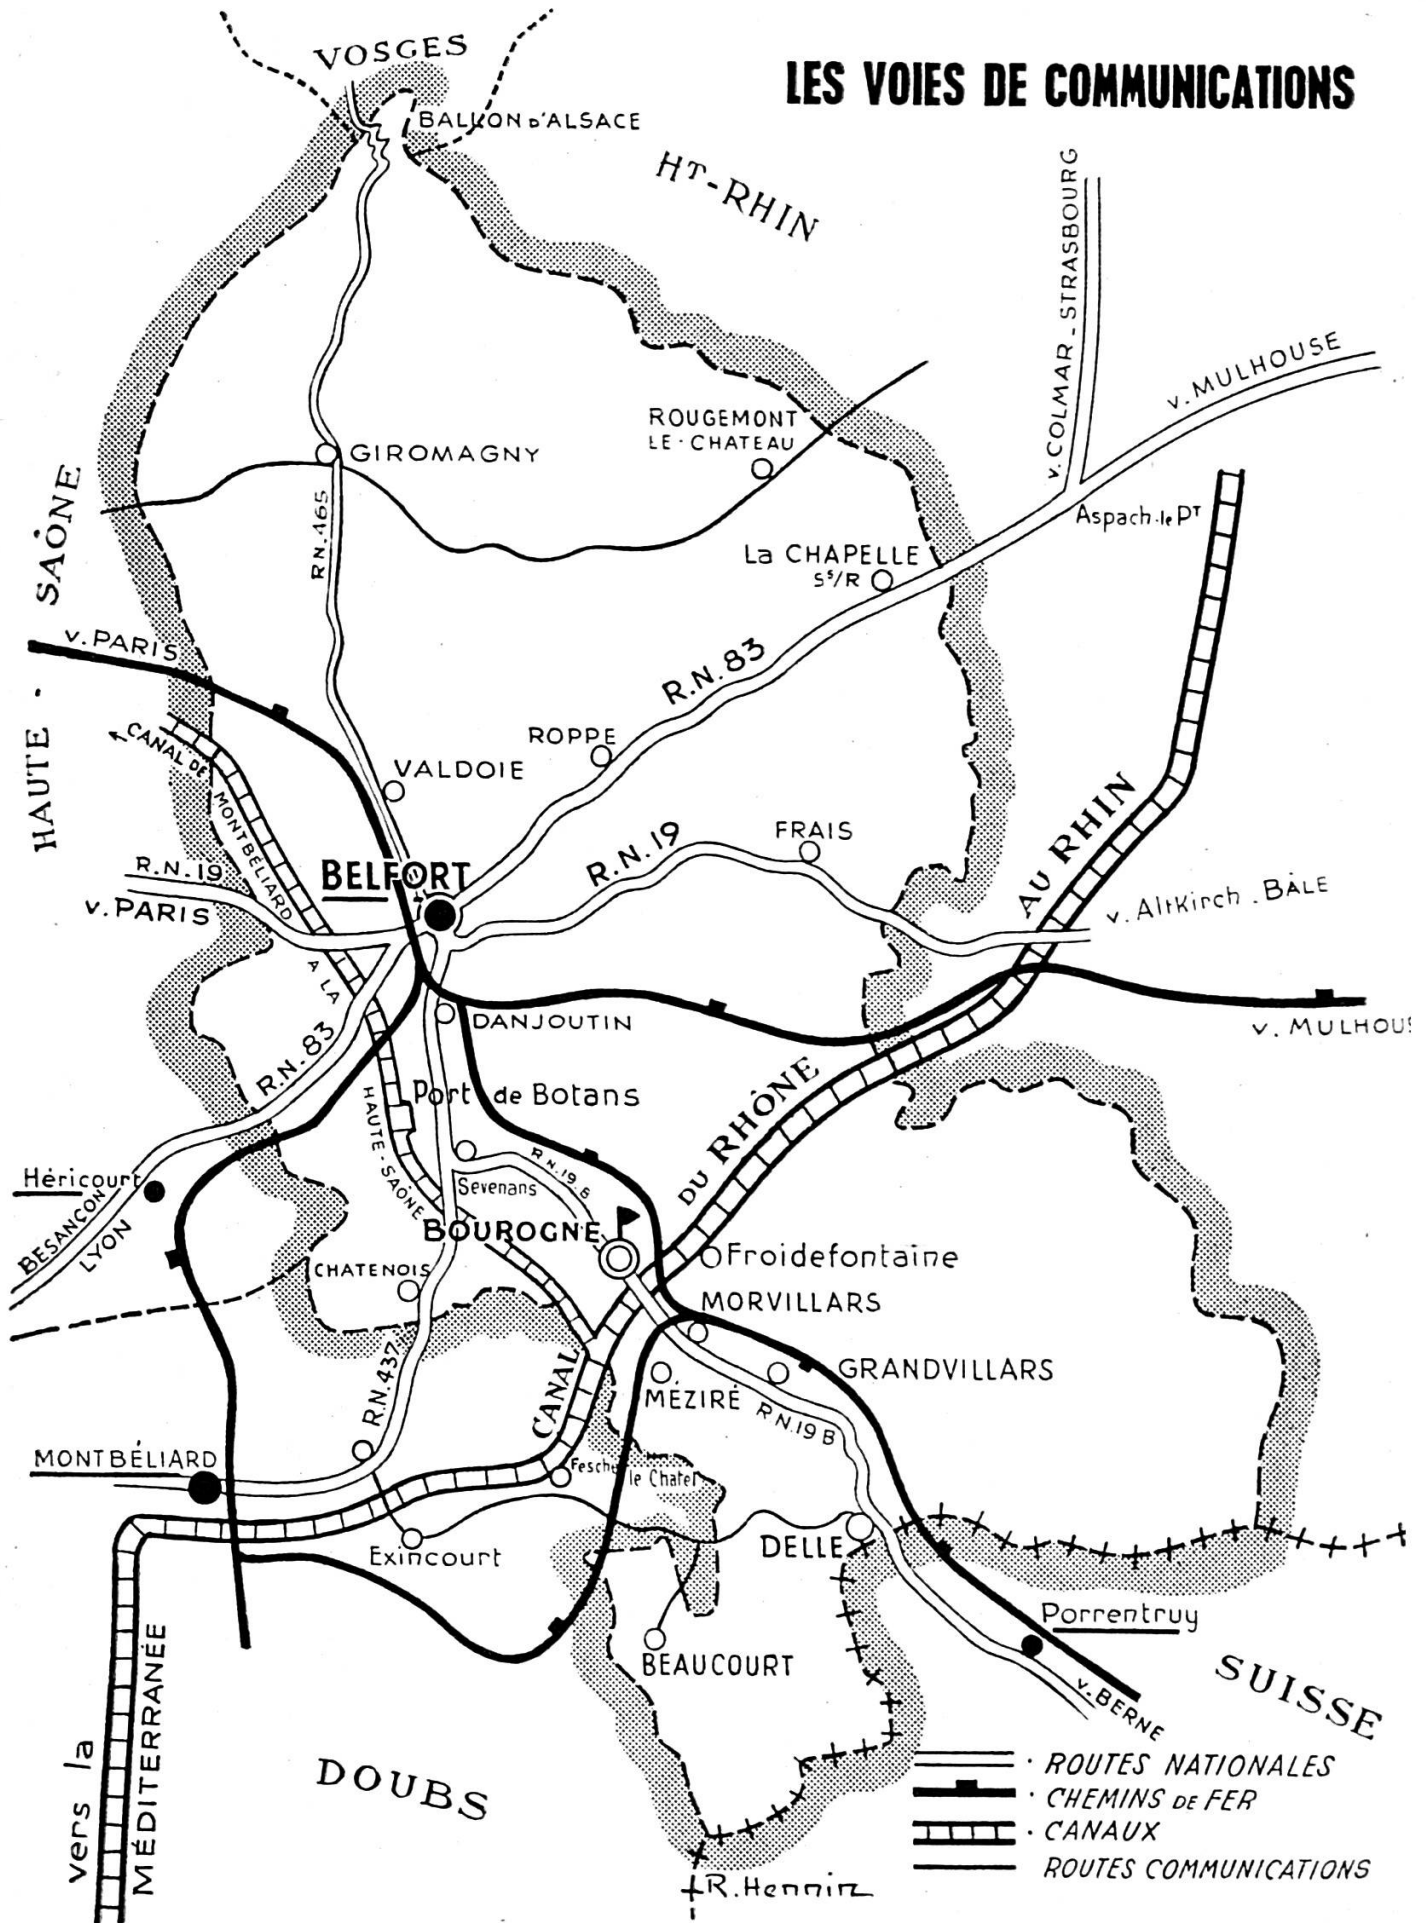 LES VOIES DE COMMUNICATIONS
VOSGES
BALLON D'ALSACE
HT-RHIN
v. COLMAR - STRASBOURG
v. MULHOUSE
ROUGEMONT
LE-CHATEAU
GIROMAGNY
R.N. 465
HAUTE - SAÔNE
Aspach-le PT
La CHAPELLE
SS/R
v. PARIS
R.N. 83
ROPPE
CANAL DE MONTBÉLIARD A LA HAUTE-SAÔNE
VALDOIE
FRAIS
R.N. 19
R.N. 19
BELFORT
v. PARIS
v. Altkirch - BÂLE
DANJOUTIN
v. MULHOUS
R.N. 83
Port de Botans
CANAL DU RHÔNE AU RHIN
Héricourt
Sevenans
R.N. 19 B
BESANÇON
LYON
BOUROGNE
Froidefontaine
CHATENOIS
MORVILLARS
R.N. 437
GRANDVILLARS
MÉZIRÉ
R.N. 19 B
MONTBÉLIARD
Fesche le Chatel
DELLE
Exincourt
Porrentruy
BEAUCOURT
SUISSE
v. BERNE
vers la
MÉDITERRANÉE
DOUBS
· ROUTES NATIONALES
· CHEMINS DE FER
· CANAUX
ROUTES COMMUNICATIONS
R. Hennin